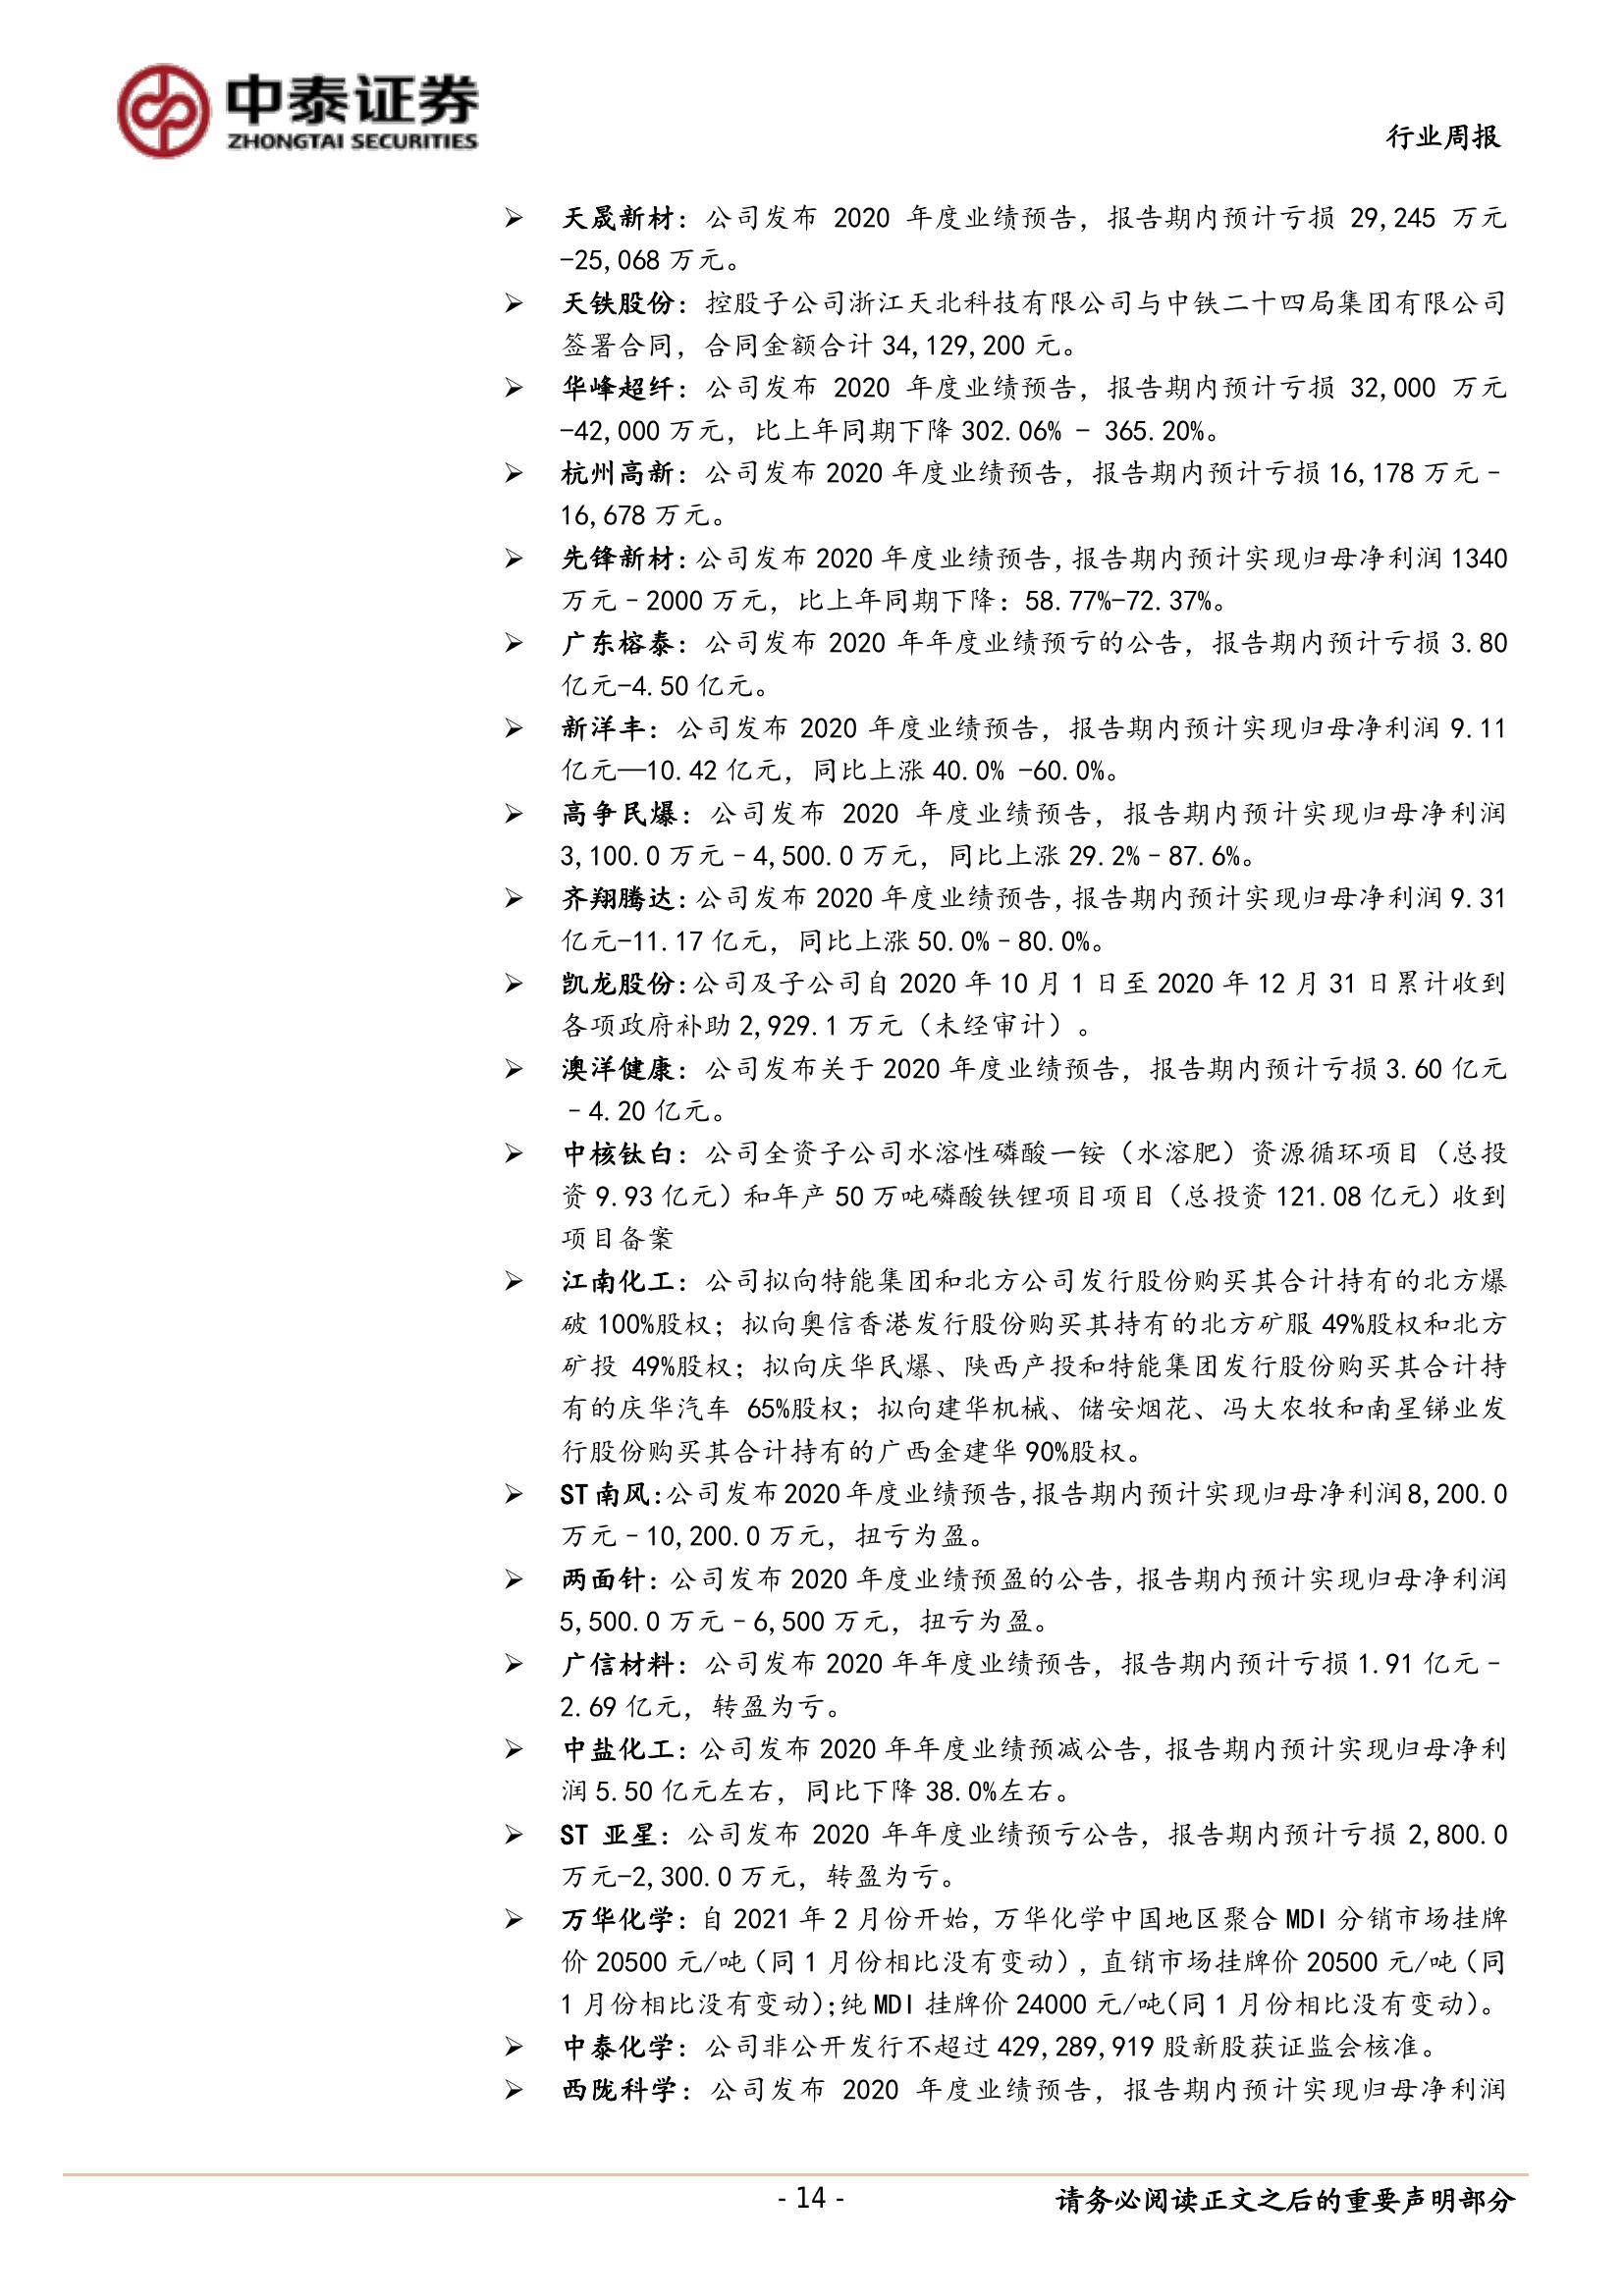 中泰证券
ZHONGTAI SECURITIES
行业周报
➢ 天晟新材：公司发布 2020 年度业绩预告，报告期内预计亏损 29,245 万元
-25,068 万元。
➢ 天铁股份：控股子公司浙江天北科技有限公司与中铁二十四局集团有限公司
签署合同，合同金额合计 34,129,200 元。
➢ 华峰超纤：公司发布 2020 年度业绩预告，报告期内预计亏损 32,000 万元
-42,000 万元，比上年同期下降 302.06% - 365.20%。
➢ 杭州高新：公司发布 2020 年度业绩预告，报告期内预计亏损 16,178 万元–
16,678 万元。
➢ 先锋新材：公司发布 2020 年度业绩预告，报告期内预计实现归母净利润 1340
万元–2000 万元，比上年同期下降：58.77%-72.37%。
➢ 广东榕泰：公司发布 2020 年年度业绩预亏的公告，报告期内预计亏损 3.80
亿元-4.50 亿元。
➢ 新洋丰：公司发布 2020 年度业绩预告，报告期内预计实现归母净利润 9.11
亿元—10.42 亿元，同比上涨 40.0% -60.0%。
➢ 高争民爆：公司发布 2020 年度业绩预告，报告期内预计实现归母净利润
3,100.0 万元–4,500.0 万元，同比上涨 29.2%–87.6%。
➢ 齐翔腾达：公司发布 2020 年度业绩预告，报告期内预计实现归母净利润 9.31
亿元-11.17 亿元，同比上涨 50.0%–80.0%。
➢ 凯龙股份：公司及子公司自 2020 年 10 月 1 日至 2020 年 12 月 31 日累计收到
各项政府补助 2,929.1 万元（未经审计）。
➢ 澳洋健康：公司发布关于 2020 年度业绩预告，报告期内预计亏损 3.60 亿元
–4.20 亿元。
➢ 中核钛白：公司全资子公司水溶性磷酸一铵（水溶肥）资源循环项目（总投
资 9.93 亿元）和年产 50 万吨磷酸铁锂项目项目（总投资 121.08 亿元）收到
项目备案
➢ 江南化工：公司拟向特能集团和北方公司发行股份购买其合计持有的北方爆
破 100%股权；拟向奥信香港发行股份购买其持有的北方矿服 49%股权和北方
矿投 49%股权；拟向庆华民爆、陕西产投和特能集团发行股份购买其合计持
有的庆华汽车 65%股权；拟向建华机械、储安烟花、冯大农牧和南星锑业发
行股份购买其合计持有的广西金建华 90%股权。
➢ ST 南风：公司发布 2020 年度业绩预告，报告期内预计实现归母净利润 8,200.0
万元–10,200.0 万元，扭亏为盈。
➢ 两面针：公司发布 2020 年度业绩预盈的公告，报告期内预计实现归母净利润
5,500.0 万元–6,500 万元，扭亏为盈。
➢ 广信材料：公司发布 2020 年年度业绩预告，报告期内预计亏损 1.91 亿元–
2.69 亿元，转盈为亏。
➢ 中盐化工：公司发布 2020 年年度业绩预减公告，报告期内预计实现归母净利
润 5.50 亿元左右，同比下降 38.0%左右。
➢ ST 亚星：公司发布 2020 年年度业绩预亏公告，报告期内预计亏损 2,800.0
万元-2,300.0 万元，转盈为亏。
➢ 万华化学：自 2021 年 2 月份开始，万华化学中国地区聚合 MDI 分销市场挂牌
价 20500 元/吨（同 1 月份相比没有变动），直销市场挂牌价 20500 元/吨（同
1 月份相比没有变动）；纯 MDI 挂牌价 24000 元/吨（同 1 月份相比没有变动）。
➢ 中泰化学：公司非公开发行不超过 429,289,919 股新股获证监会核准。
➢ 西陇科学：公司发布 2020 年度业绩预告，报告期内预计实现归母净利润
- 14 -
请务必阅读正文之后的重要声明部分